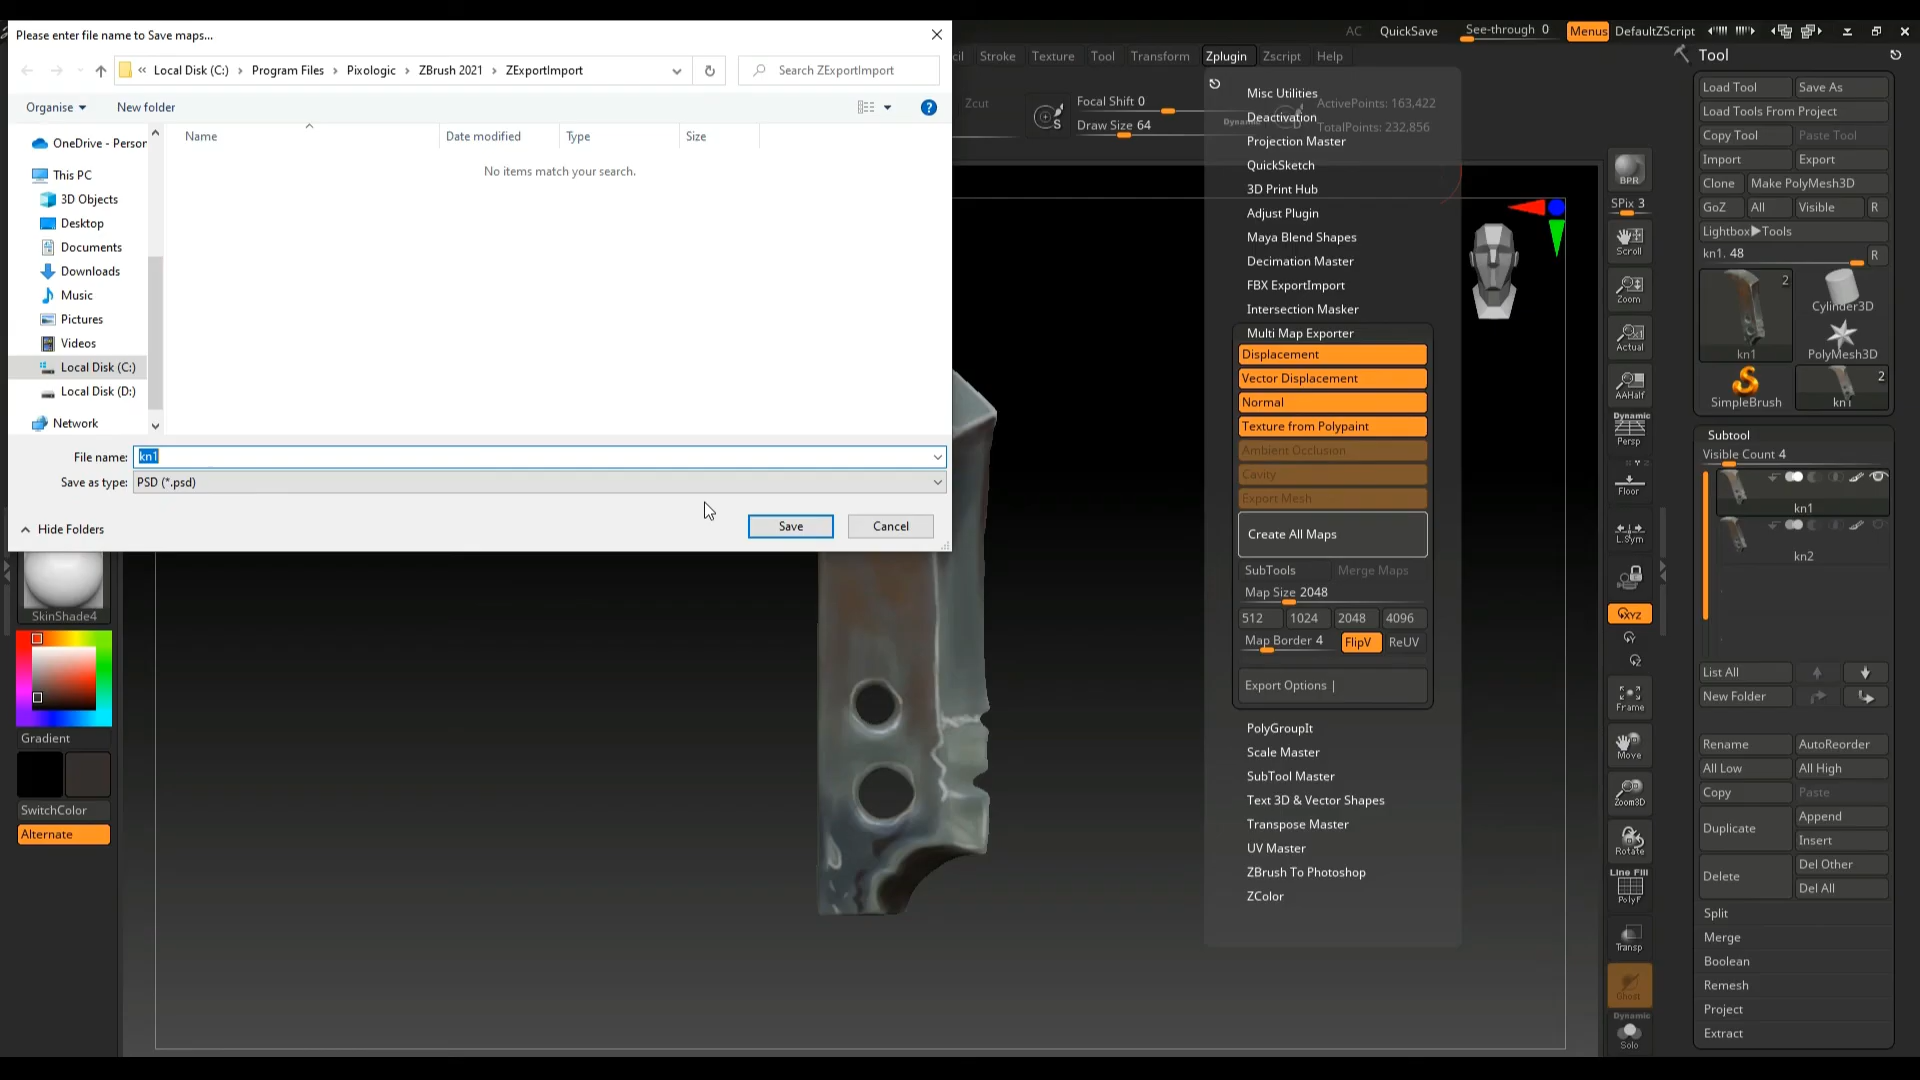 Please enter file name to Save maps...
« Local Disk (C:) › Program Files › Pixologic › ZBrush 2021 › ZExportImport
Search ZExportImport
Organise
New folder
Name
Date modified
Type
Size
No items match your search.
OneDrive - Person
This PC
3D Objects
Desktop
Documents
Downloads
Music
Pictures
Videos
Local Disk (C:)
Local Disk (D:)
Network
File name: kn1
Save as type: PSD (*.psd)
Hide Folders
Save
Cancel
AC
QuickSave
See-through 0
Menus
DefaultZScript
Stroke
Texture
Tool
Transform
Zplugin
Zscript
Help
Zcut
S
Focal Shift 0
Draw Size 64
ActivePoints: 163,422
TotalPoints: 232,856
Misc Utilities
Deactivation
Projection Master
QuickSketch
3D Print Hub
Adjust Plugin
Maya Blend Shapes
Decimation Master
FBX ExportImport
Intersection Masker
Multi Map Exporter
Displacement
Vector Displacement
Normal
Texture from Polypaint
Ambient Occlusion
Cavity
Export Mesh
Create All Maps
SubTools
Merge Maps
Map Size 2048
512
1024
2048
4096
Map Border 4
FlipV
ReUV
Export Options |
PolyGroupIt
Scale Master
SubTool Master
Text 3D & Vector Shapes
Transpose Master
UV Master
ZBrush To Photoshop
ZColor
SkinShade4
Gradient
SwitchColor
Alternate
BPR
SPix 3
Scroll
Zoom
Actual
AAHalf
Dynamic
Persp
Floor
L.Sym
XYZ
Frame
Move
Zoom3D
Rotate
Line Fill
PolyF
Transp
Ghost
Dynamic
Solo
Tool
Load Tool
Save As
Load Tools From Project
Copy Tool
Paste Tool
Import
Export
Clone
Make PolyMesh3D
GoZ
All
Visible
R
Lightbox▶Tools
kn1. 48
R
2
kn1
Cylinder3D
PolyMesh3D
SimpleBrush
2
kn1
Subtool
Visible Count 4
kn1
kn2
List All
New Folder
Rename
AutoReorder
All Low
All High
Copy
Paste
Duplicate
Append
Insert
Delete
Del Other
Del All
Split
Merge
Boolean
Remesh
Project
Extract